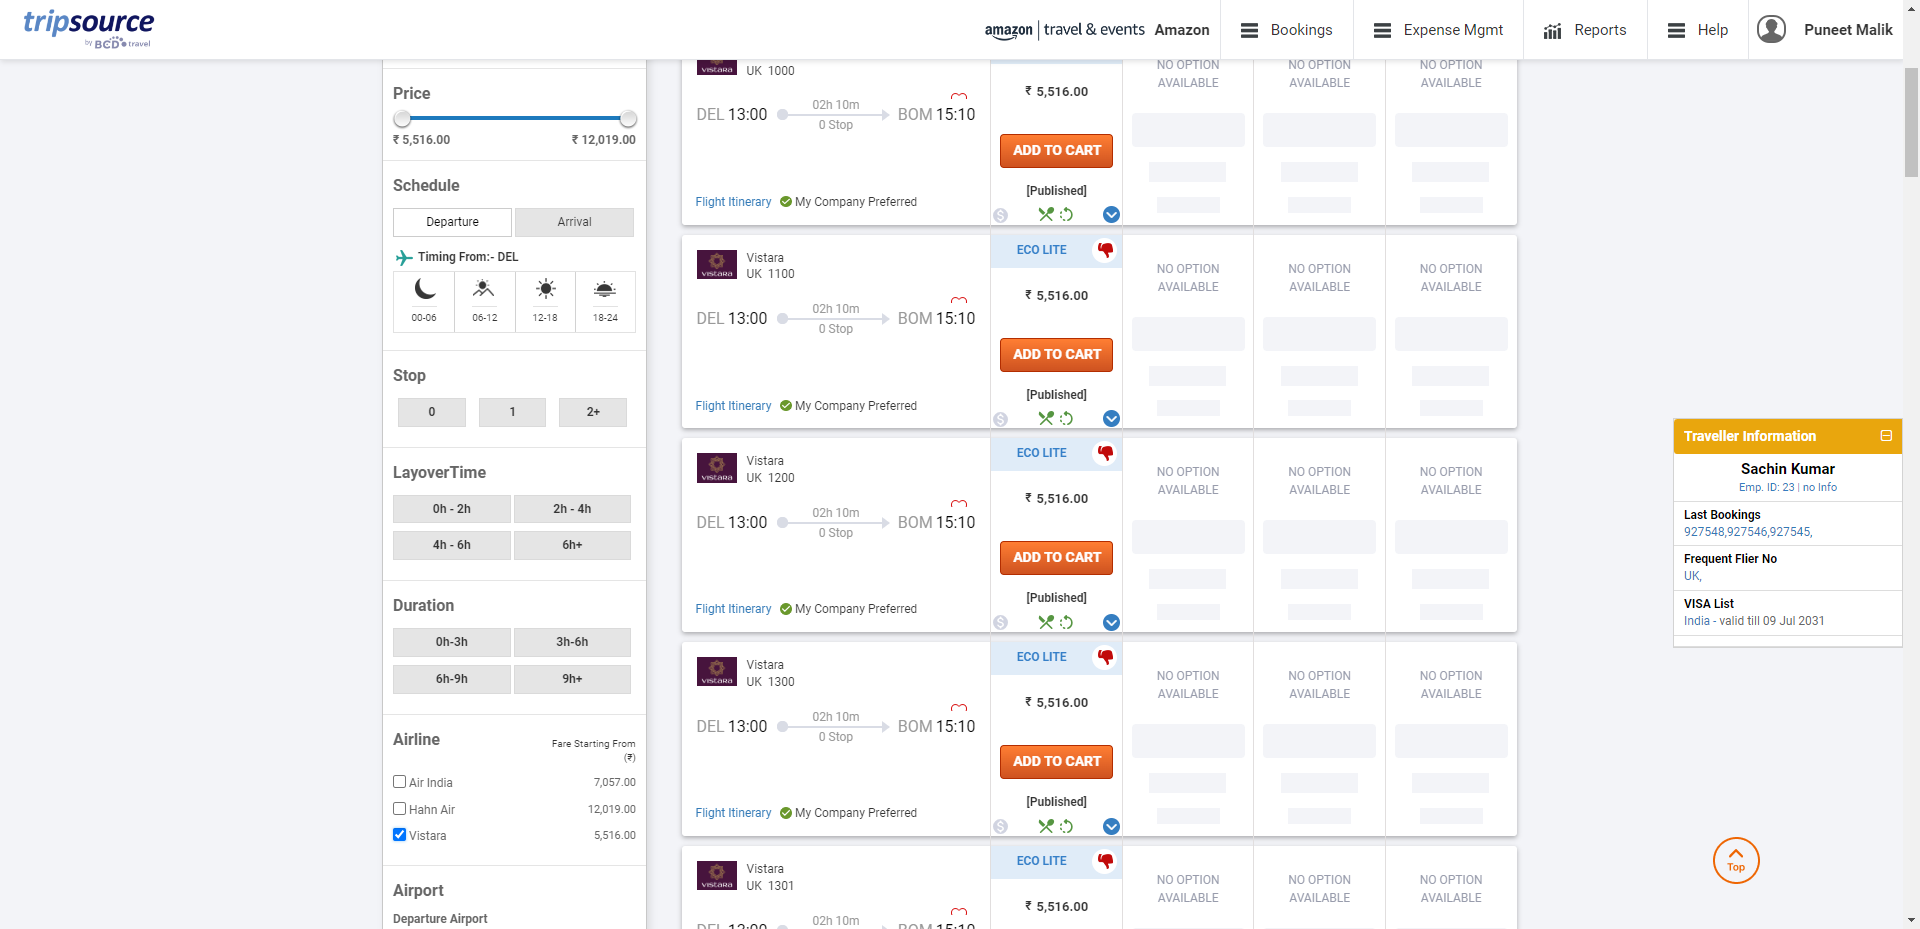 tripsource
by BCD travel
amazon | travel & events Amazon
Bookings
Expense Mgmt
Reports
Help
Puneet Malik
Price
₹ 5,516.00 ₹ 12,019.00
Schedule
Departure Arrival
Timing From:- DEL
00-06 06-12 12-18 18-24
Stop
0 1 2+
LayoverTime
0h - 2h 2h - 4h
4h - 6h 6h+
Duration
0h-3h 3h-6h
6h-9h 9h+
Airline Fare Starting From
(₹)
Air India 7,057.00
Hahn Air 12,019.00
Vistara 5,516.00
Airport
Departure Airport
VISTARA
UK 1000
DEL 13:00 02h 10m BOM 15:10
0 Stop
Flight Itinerary My Company Preferred
₹ 5,516.00
ADD TO CART
[Published]
$
NO OPTION
AVAILABLE
NO OPTION
AVAILABLE
NO OPTION
AVAILABLE
VISTARA
Vistara
UK 1100
DEL 13:00 02h 10m BOM 15:10
0 Stop
Flight Itinerary My Company Preferred
ECO LITE
₹ 5,516.00
ADD TO CART
[Published]
$
NO OPTION
AVAILABLE
NO OPTION
AVAILABLE
NO OPTION
AVAILABLE
VISTARA
Vistara
UK 1200
DEL 13:00 02h 10m BOM 15:10
0 Stop
Flight Itinerary My Company Preferred
ECO LITE
₹ 5,516.00
ADD TO CART
[Published]
$
NO OPTION
AVAILABLE
NO OPTION
AVAILABLE
NO OPTION
AVAILABLE
VISTARA
Vistara
UK 1300
DEL 13:00 02h 10m BOM 15:10
0 Stop
Flight Itinerary My Company Preferred
ECO LITE
₹ 5,516.00
ADD TO CART
[Published]
$
NO OPTION
AVAILABLE
NO OPTION
AVAILABLE
NO OPTION
AVAILABLE
VISTARA
Vistara
UK 1301
DEL 13:00 02h 10m BOM 15:10
ECO LITE
₹ 5,516.00
NO OPTION
AVAILABLE
NO OPTION
AVAILABLE
NO OPTION
AVAILABLE
Traveller Information
Sachin Kumar
Emp. ID: 23 | no Info
Last Bookings
927548,927546,927545,
Frequent Flier No
UK,
VISA List
India - valid till 09 Jul 2031
Top